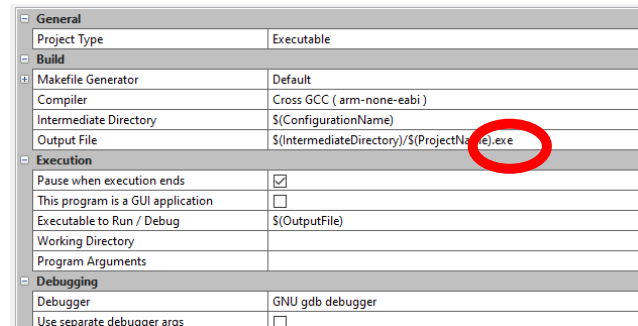 General
Project Type Executable
Build
Makefile Generator Default
Compiler Cross GCC ( arm-none-eabi )
Intermediate Directory $(ConfigurationName)
Output File $(IntermediateDirectory)/$(ProjectName).exe
Execution
Pause when execution ends
This program is a GUI application
Executable to Run / Debug $(OutputFile)
Working Directory
Program Arguments
Debugging
Debugger GNU gdb debugger
Use separate debugger args